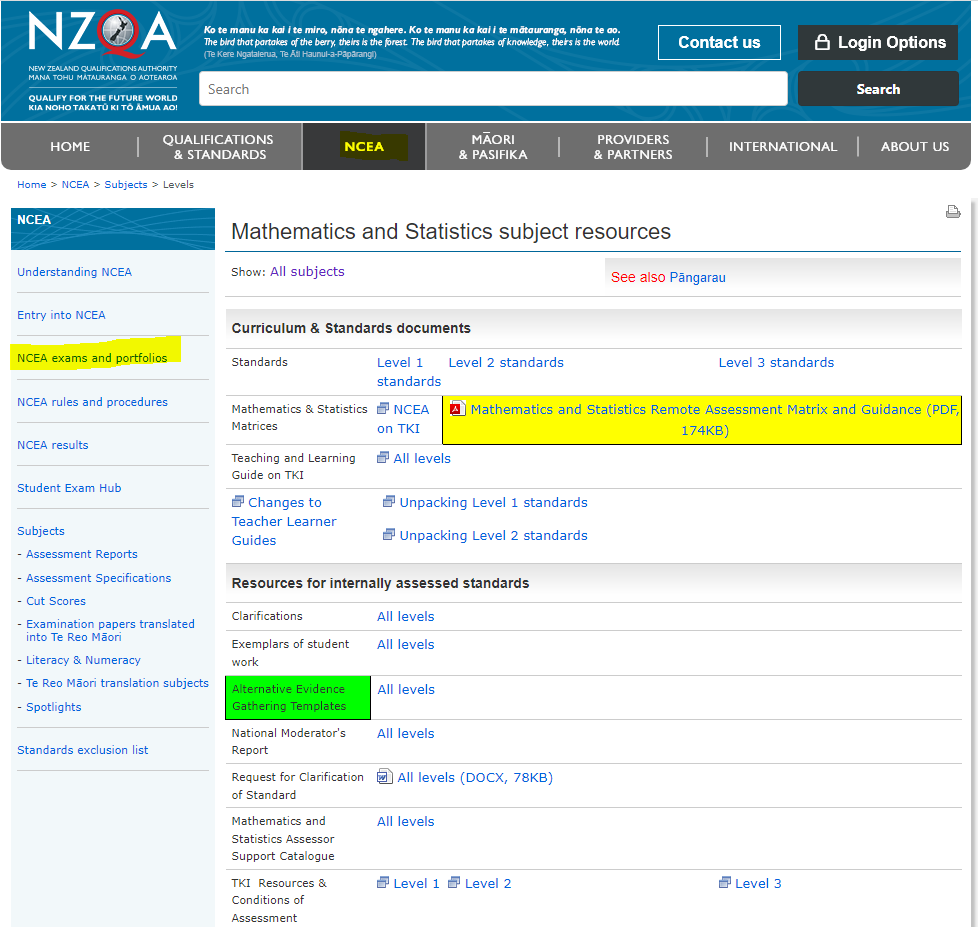 NZQA
NEW ZEALAND QUALIFICATIONS AUTHORITY
MANA TOHU MĀTAURANGA O AOTEAROA
QUALIFY FOR THE FUTURE WORLD
KIA NOHO TAKATŪ KI TŌ ĀMUA AO!
Ko te manu ka kai i te miro, nōna te ngahere. Ko te manu ka kai i te mātauranga, nōna te ao.
The bird that partakes of the berry, theirs is the forest. The bird that partakes of knowledge, theirs is the world.
(Te Kere Ngatalerua, Te Āti Haunui-a-Pāpārangi)
Contact us
Login Options
Search
Search
HOME
QUALIFICATIONS
& STANDARDS
NCEA
MĀORI
& PASIFIKA
PROVIDERS
& PARTNERS
INTERNATIONAL
ABOUT US
Home > NCEA > Subjects > Levels
NCEA
Understanding NCEA
Entry into NCEA
NCEA exams and portfolios
NCEA rules and procedures
NCEA results
Student Exam Hub
Subjects
- Assessment Reports
- Assessment Specifications
- Cut Scores
- Examination papers translated
into Te Reo Māori
- Literacy & Numeracy
- Te Reo Māori translation subjects
- Spotlights
Standards exclusion list
Mathematics and Statistics subject resources
Show: All subjects
See also Pāngarau
Curriculum & Standards documents
Standards
Level 1
standards
Level 2 standards
Level 3 standards
Mathematics & Statistics
Matrices
NCEA
on TKI
Mathematics and Statistics Remote Assessment Matrix and Guidance (PDF,
174KB)
Teaching and Learning
Guide on TKI
All levels
Changes to
Teacher Learner
Guides
Unpacking Level 1 standards
Unpacking Level 2 standards
Resources for internally assessed standards
Clarifications
All levels
Exemplars of student
work
All levels
Alternative Evidence
Gathering Templates
All levels
National Moderator's
Report
All levels
Request for Clarification
of Standard
All levels (DOCX, 78KB)
Mathematics and
Statistics Assessor
Support Catalogue
All levels
TKI Resources &
Conditions of
Assessment
Level 1
Level 2
Level 3